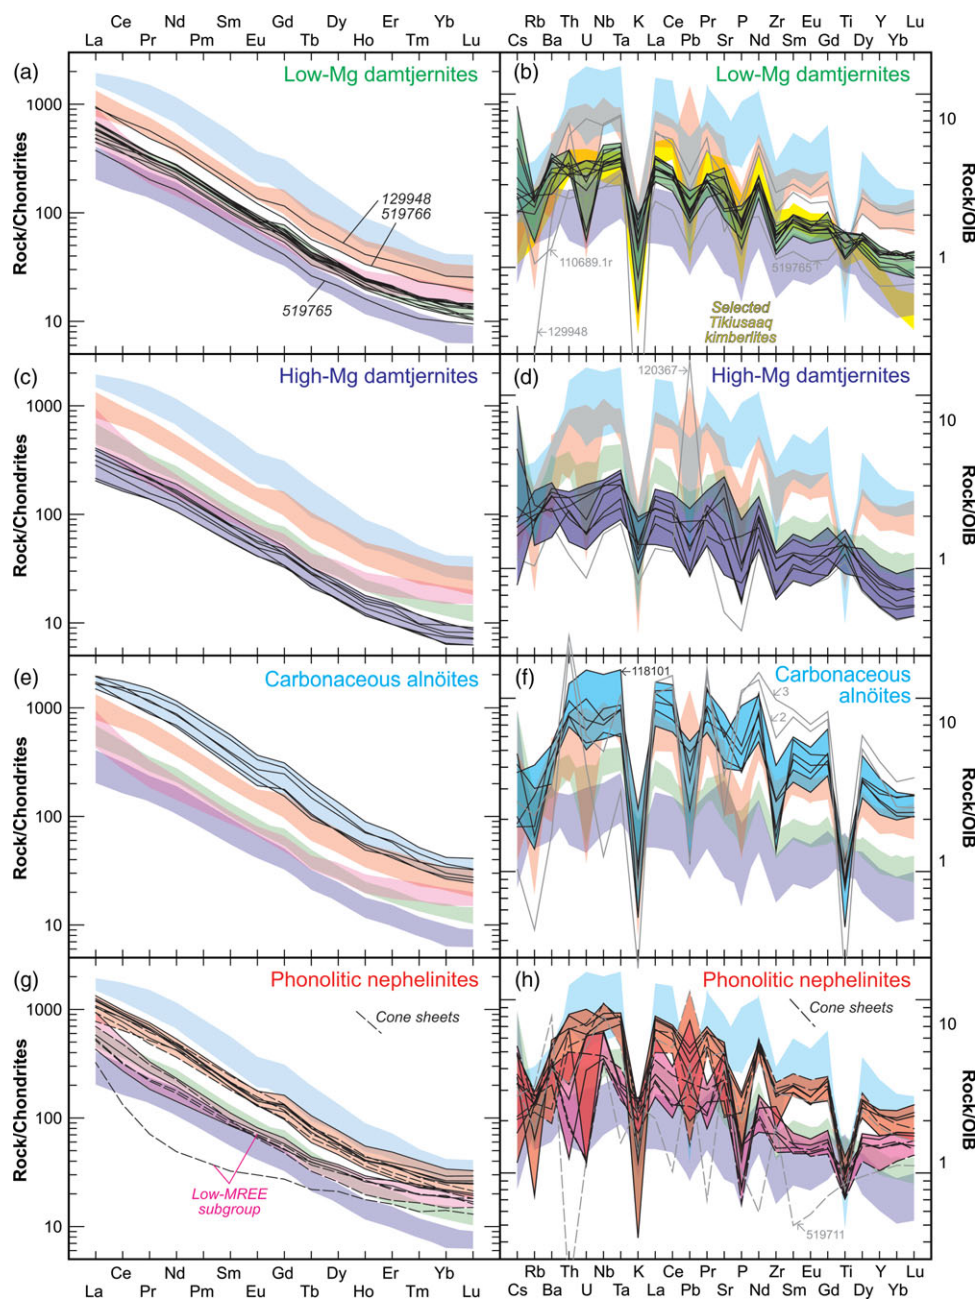 Ce Nd Sm Gd Dy Er Yb
La Pr Pm Eu Tb Ho Tm Lu
Rb Th Nb K Ce Pr P Zr Eu Ti Y Lu
Cs Ba U Ta La Pb Sr Nd Sm Gd Dy Yb
(a) Low-Mg damtjernites
1000
100
10
Rock/Chondrites
129948
519766
519765
(b) Low-Mg damtjernites
10
1
Rock/OIB
110689.1r
519765
129948
Selected
Tikiusaaq
kimberlites
(c) High-Mg damtjernites
1000
100
10
Rock/Chondrites
(d) High-Mg damtjernites
120367
10
1
Rock/OIB
(e) Carbonaceous alnöites
1000
100
10
Rock/Chondrites
(f) Carbonaceous
alnöites
118101
3
2
10
1
Rock/OIB
(g) Phonolitic nephelinites
Cone sheets
1000
100
10
Rock/Chondrites
Low-MREE
subgroup
(h) Phonolitic nephelinites
Cone sheets
519711
10
1
Rock/OIB
Ce Nd Sm Gd Dy Er Yb
La Pr Pm Eu Tb Ho Tm Lu
Rb Th Nb K Ce Pr P Zr Eu Ti Y Lu
Cs Ba U Ta La Pb Sr Nd Sm Gd Dy Yb